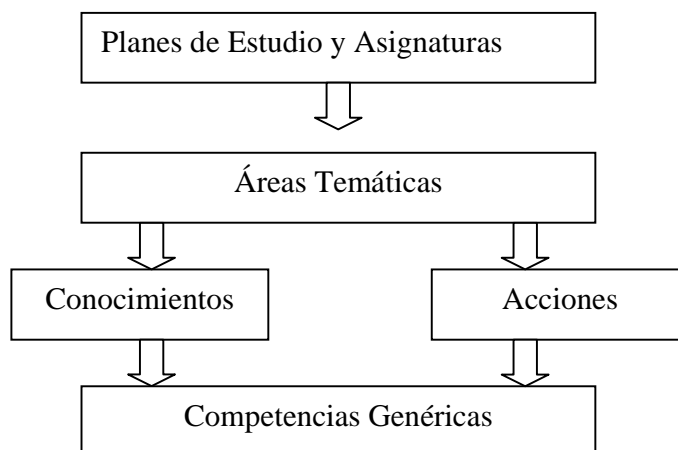 Planes de Estudio y Asignaturas
Áreas Temáticas
Conocimientos
Acciones
Competencias Genéricas